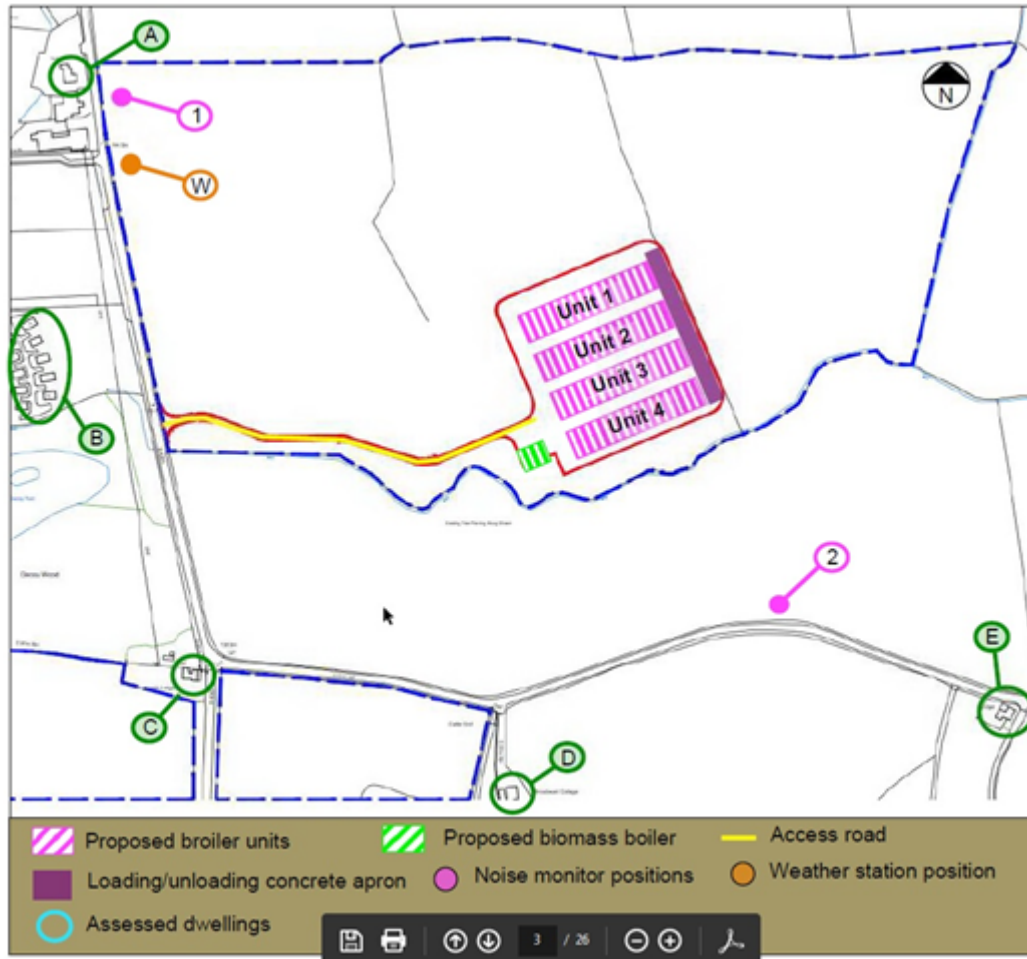 A
1
N
W
Unit 1
Unit 2
Unit 3
Unit 4
B
2
E
C
D
Proposed broiler units
Proposed biomass boiler
Access road
Loading/unloading concrete apron
Noise monitor positions
Weather station position
Assessed dwellings
3 / 26